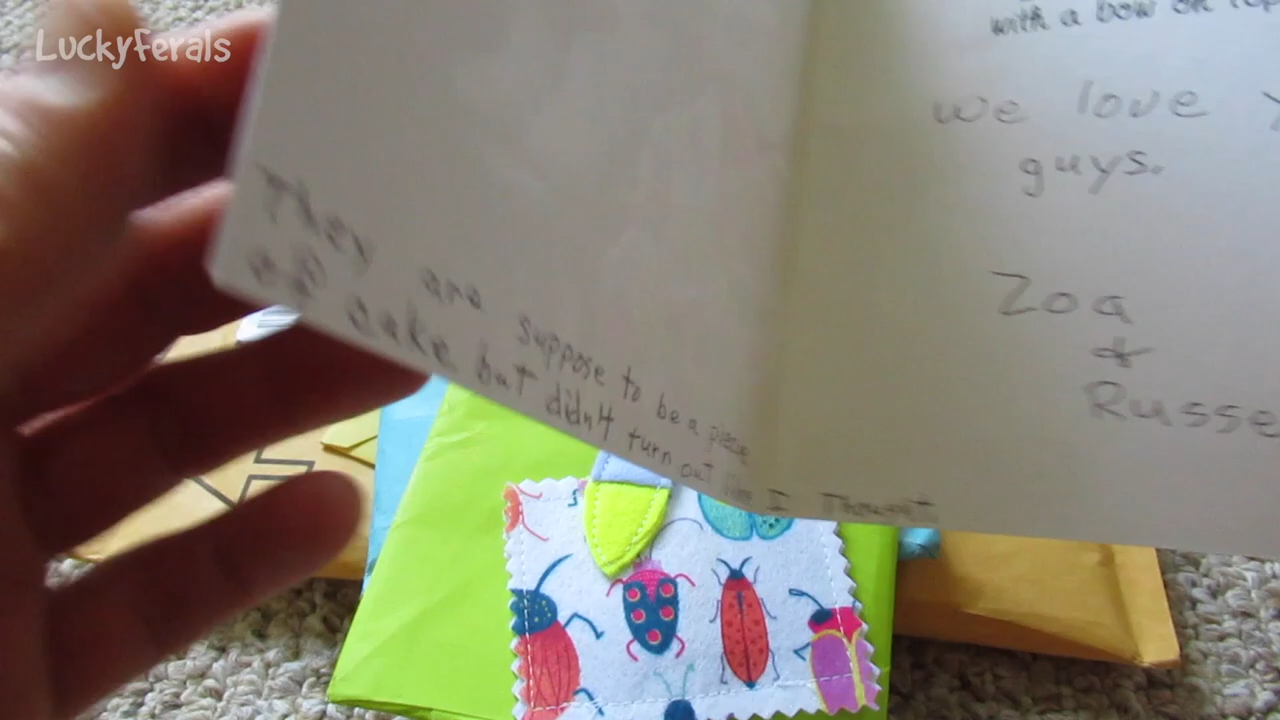 LuckyFerals
with a bow on top
we love
guys.
Zoa
&
Russe
They are suppose to be a piece
of cake but didn't turn out like I Thought